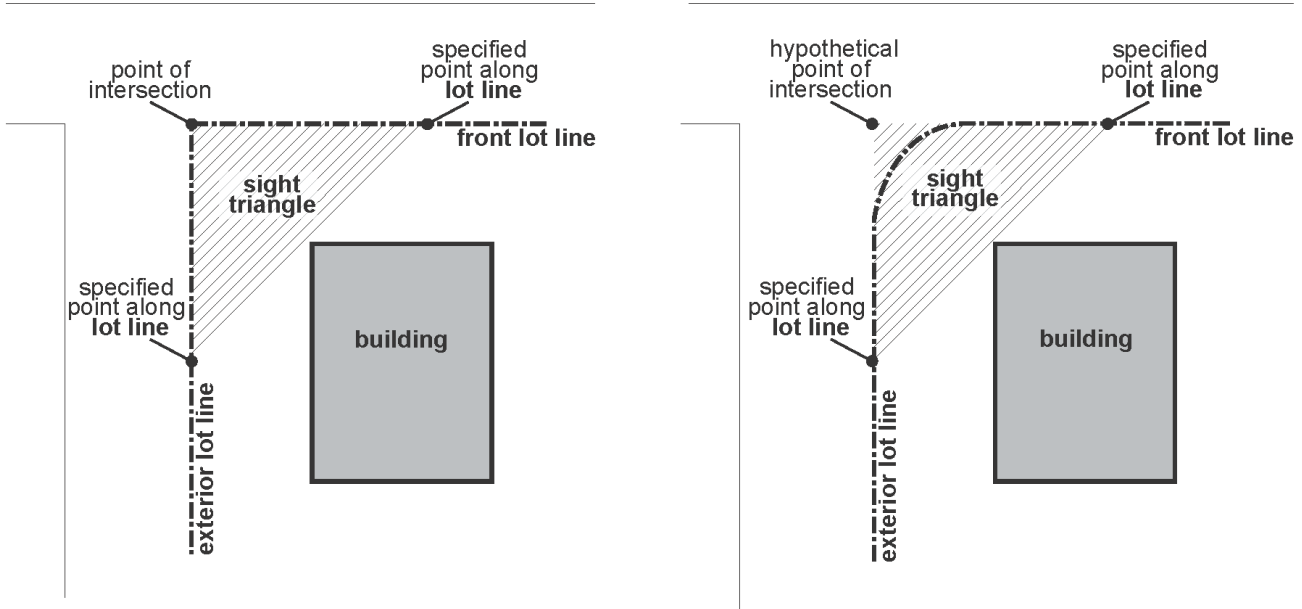 point of
intersection
specified
point along
lot line
front lot line
sight
triangle
specified
point along
lot line
building
exterior lot line
hypothetical
point of
intersection
specified
point along
lot line
front lot line
sight
triangle
specified
point along
lot line
building
exterior lot line